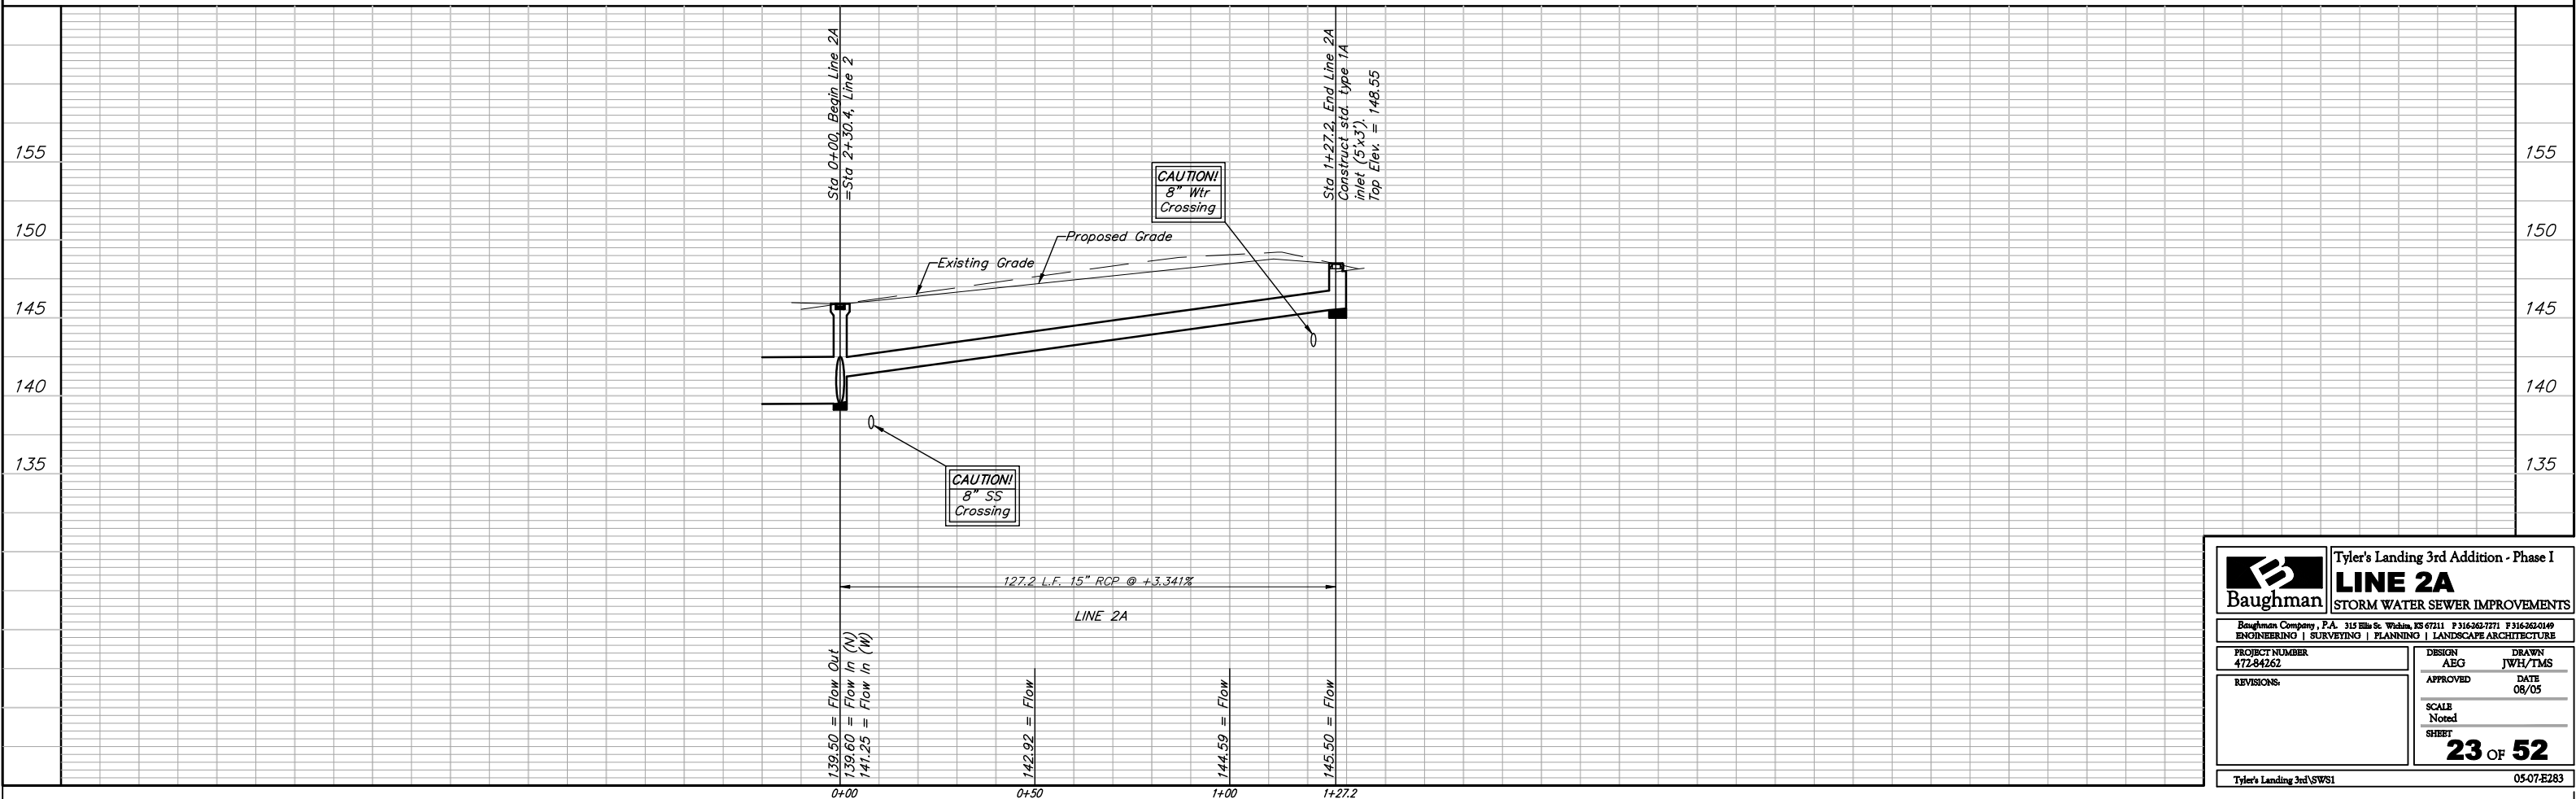 Sta 0+00, Begin Line 2A
=Sta 2+30.4, Line 2
Sta 1+27.2, End Line 2A
Construct std. type 1A
inlet (5'x3').
Top Elev. = 148.55
155
155
CAUTION!
8" Wtr
Crossing
150
150
Proposed Grade
Existing Grade
145
145
140
140
135
135
CAUTION!
8" SS
Crossing
127.2 L.F. 15" RCP @ +3.341%
LINE 2A
139.50 = Flow Out
139.60 = Flow In (N)
141.25 = Flow In (W)
142.92 = Flow
144.59 = Flow
145.50 = Flow
0+00
0+50
1+00
1+27.2
B
Baughman
Tyler's Landing 3rd Addition - Phase I
LINE 2A
STORM WATER SEWER IMPROVEMENTS
Baughman Company, P.A. 315 Ellis St. Wichita, KS 67211 P 316-262-7271 F 316-262-0149
ENGINEERING | SURVEYING | PLANNING | LANDSCAPE ARCHITECTURE
PROJECT NUMBER
472-84262
REVISIONS:
DESIGN
AEG
DRAWN
JWH/TMS
APPROVED
DATE
08/05
SCALE
Noted
SHEET
23 OF 52
Tyler's Landing 3rd\SWS1
05-07-E283